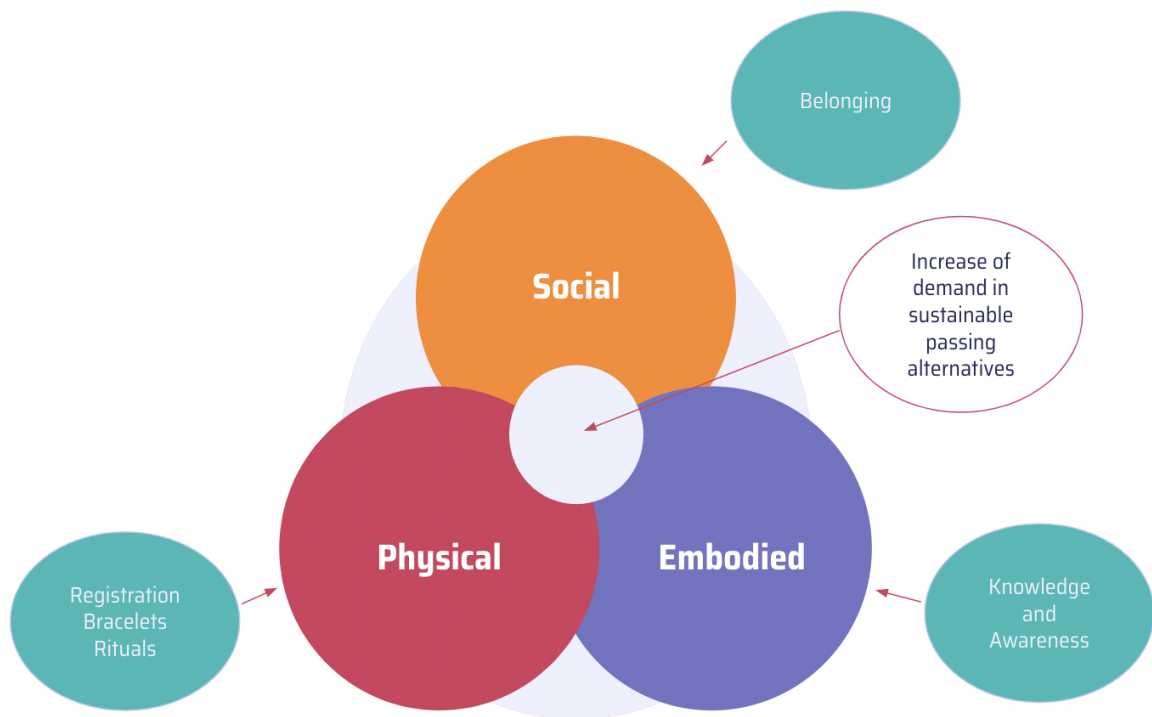 Belonging
Social
Increase of
demand in
sustainable
passing
alternatives
Physical
Embodied
Registration
Bracelets
Rituals
Knowledge
and
Awareness